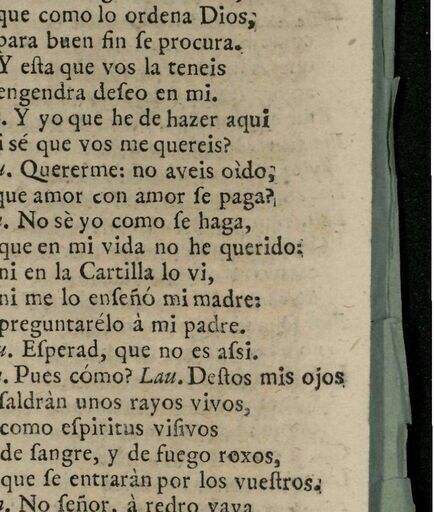 que como lo ordena Dios,
para buen fin ſe procura.
Y eſta que vos la teneis
engendra deſeo en mi.
. Y yo que he de hazer aqui
i sé que vos me quereis?
u. Quererme: no aveis oìdo,
que amor con amor ſe paga?
u. No sè yo como ſe haga,
que en mi vida no he querido:
ni en la Cartilla lo vi,
ni me lo enſeñó mi madre:
preguntarélo à mi padre.
u. Eſperad, que no es aſsi.
. Pues cómo? Lau. Deſtos mis ojos
ſaldràn unos rayos vivos,
como eſpiritus viſivos
de ſangre, y de fuego roxos,
que ſe entraràn por los vueſtros.
u. No ſeñor, à redro vaya